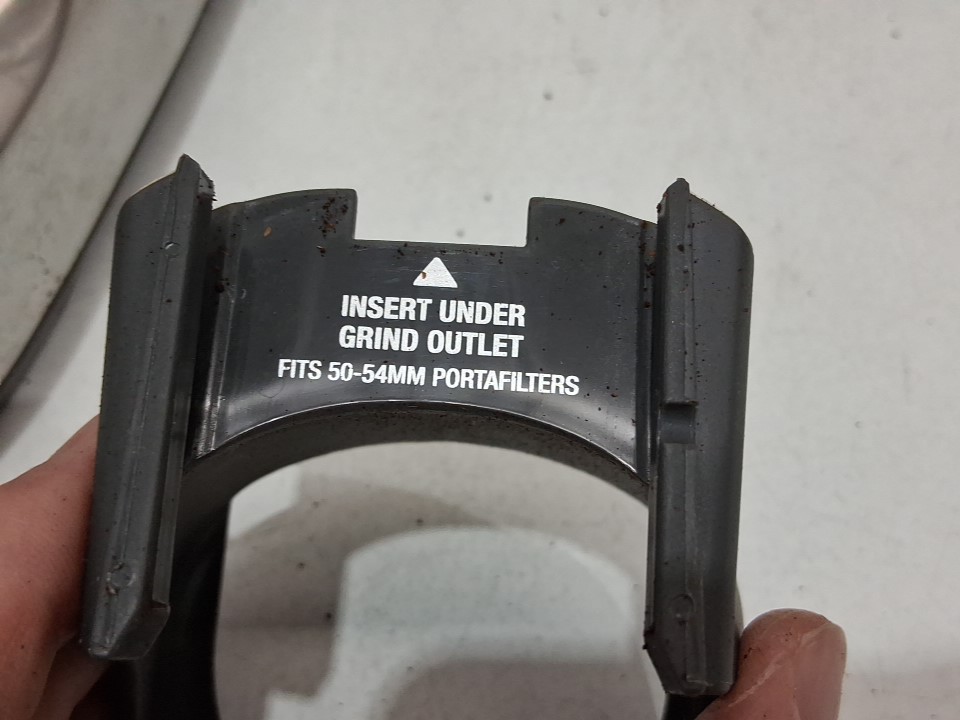 INSERT UNDER
GRIND OUTLET
FITS 50-54MM PORTAFILTERS